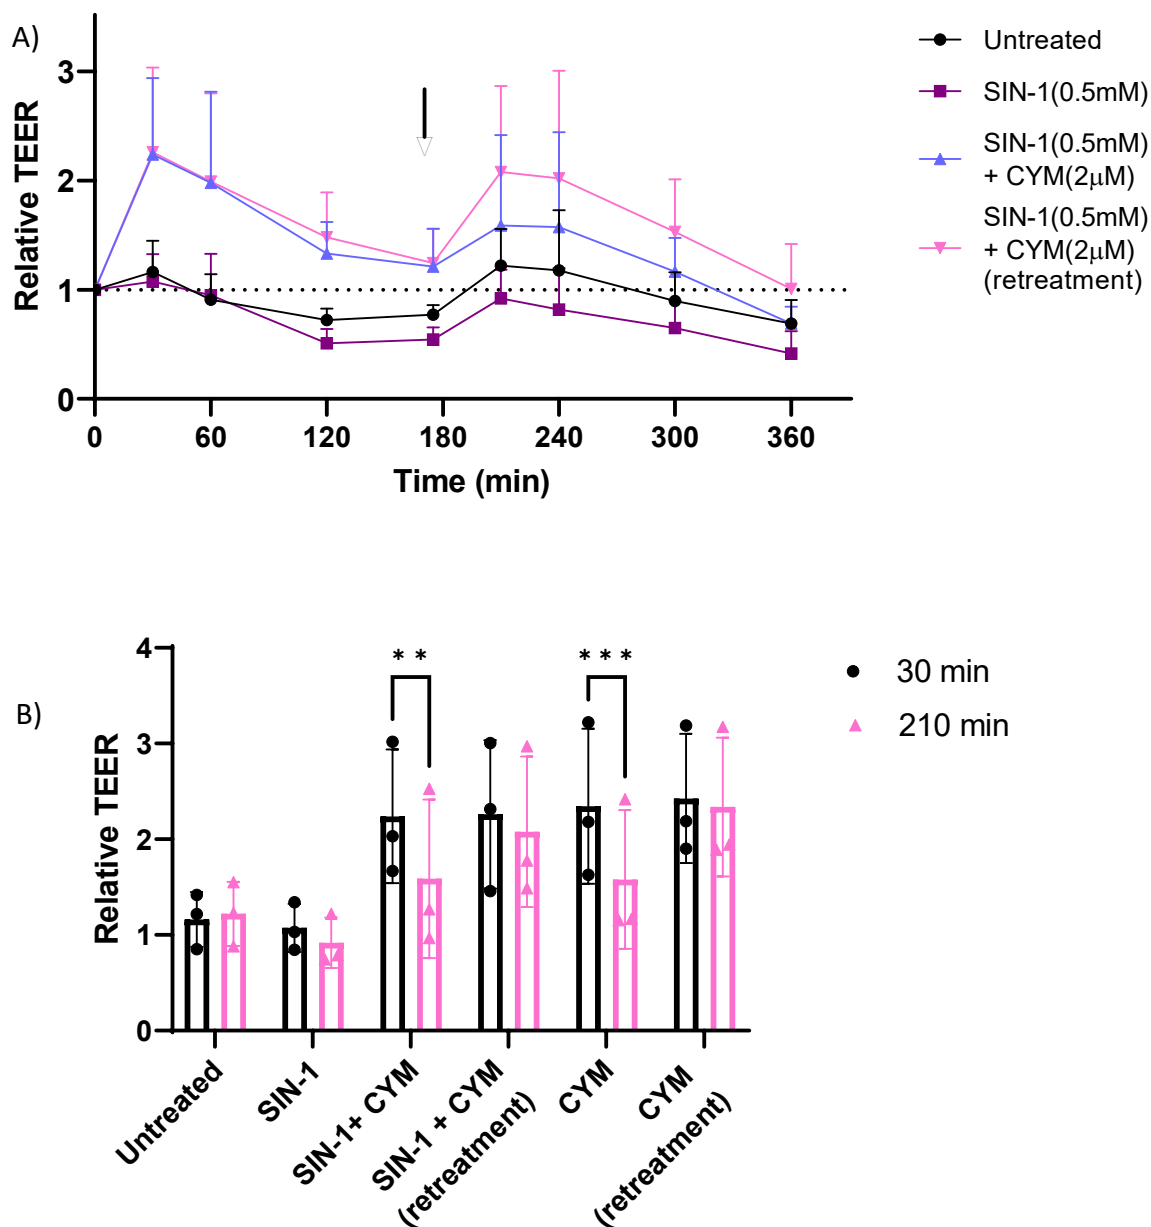 A)
3
2
1
0
Relative TEER
0 60 120 180 240 300 360
Time (min)
Untreated
SIN-1(0.5mM)
SIN-1(0.5mM)
+ CYM(2μM)
SIN-1(0.5mM)
+ CYM(2μM)
(retreatment)
B)
4
3
2
1
0
Relative TEER
* *
* * *
30 min
210 min
Untreated
SIN-1
SIN-1+ CYM
SIN-1 + CYM
(retreatment)
CYM
CYM
(retreatment)